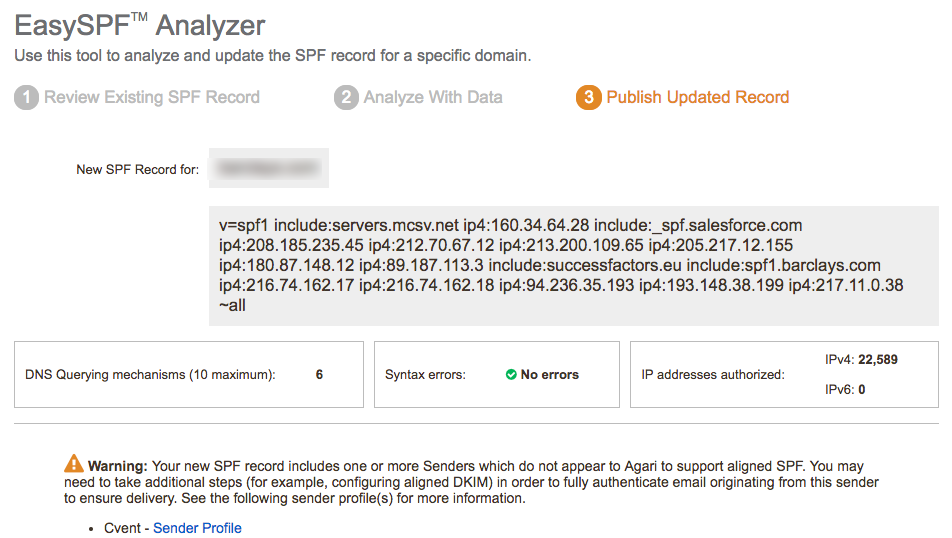 EasySPF™ Analyzer
Use this tool to analyze and update the SPF record for a specific domain.
1 Review Existing SPF Record 2 Analyze With Data 3 Publish Updated Record
New SPF Record for:
v=spf1 include:servers.mcsv.net ip4:160.34.64.28 include:_spf.salesforce.com
ip4:208.185.235.45 ip4:212.70.67.12 ip4:213.200.109.65 ip4:205.217.12.155
ip4:180.87.148.12 ip4:89.187.113.3 include:successfactors.eu include:spf1.barclays.com
ip4:216.74.162.17 ip4:216.74.162.18 ip4:94.236.35.193 ip4:193.148.38.199 ip4:217.11.0.38
~all
DNS Querying mechanisms (10 maximum): 6
Syntax errors: No errors
IP addresses authorized:
IPv4: 22,589
IPv6: 0
Warning: Your new SPF record includes one or more Senders which do not appear to Agari to support aligned SPF. You may
need to take additional steps (for example, configuring aligned DKIM) in order to fully authenticate email originating from this sender
to ensure delivery. See the following sender profile(s) for more information.
• Cvent - Sender Profile